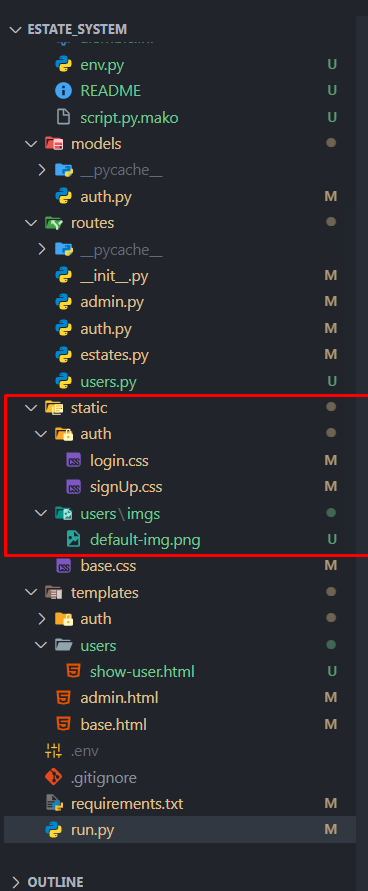 ESTATE_SYSTEM
env.py U
README U
script.py.mako U
models
__pycache__
auth.py M
routes
__pycache__
__init__.py M
admin.py M
auth.py M
estates.py M
users.py U
static
auth
login.css M
signUp.css M
users\imgs
default-img.png U
base.css M
templates
auth
users
show-user.html U
admin.html M
base.html M
.env
.gitignore
requirements.txt M
run.py M
OUTLINE